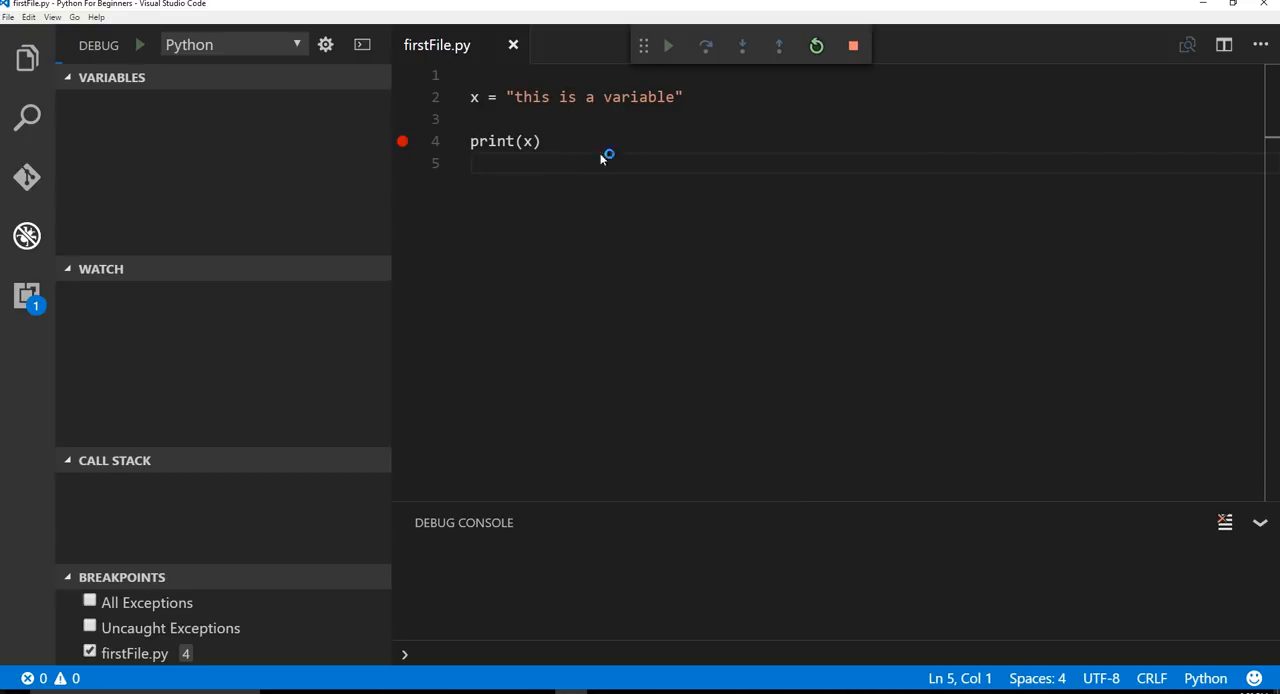 firstFile.py - Python For Beginners - Visual Studio Code
File Edit View Go Help
DEBUG Python
firstFile.py
VARIABLES
1
2 x = "this is a variable"
3
4 print(x)
5
WATCH
CALL STACK
DEBUG CONSOLE
BREAKPOINTS
All Exceptions
Uncaught Exceptions
firstFile.py 4
1
0 0 Ln 5, Col 1 Spaces: 4 UTF-8 CRLF Python